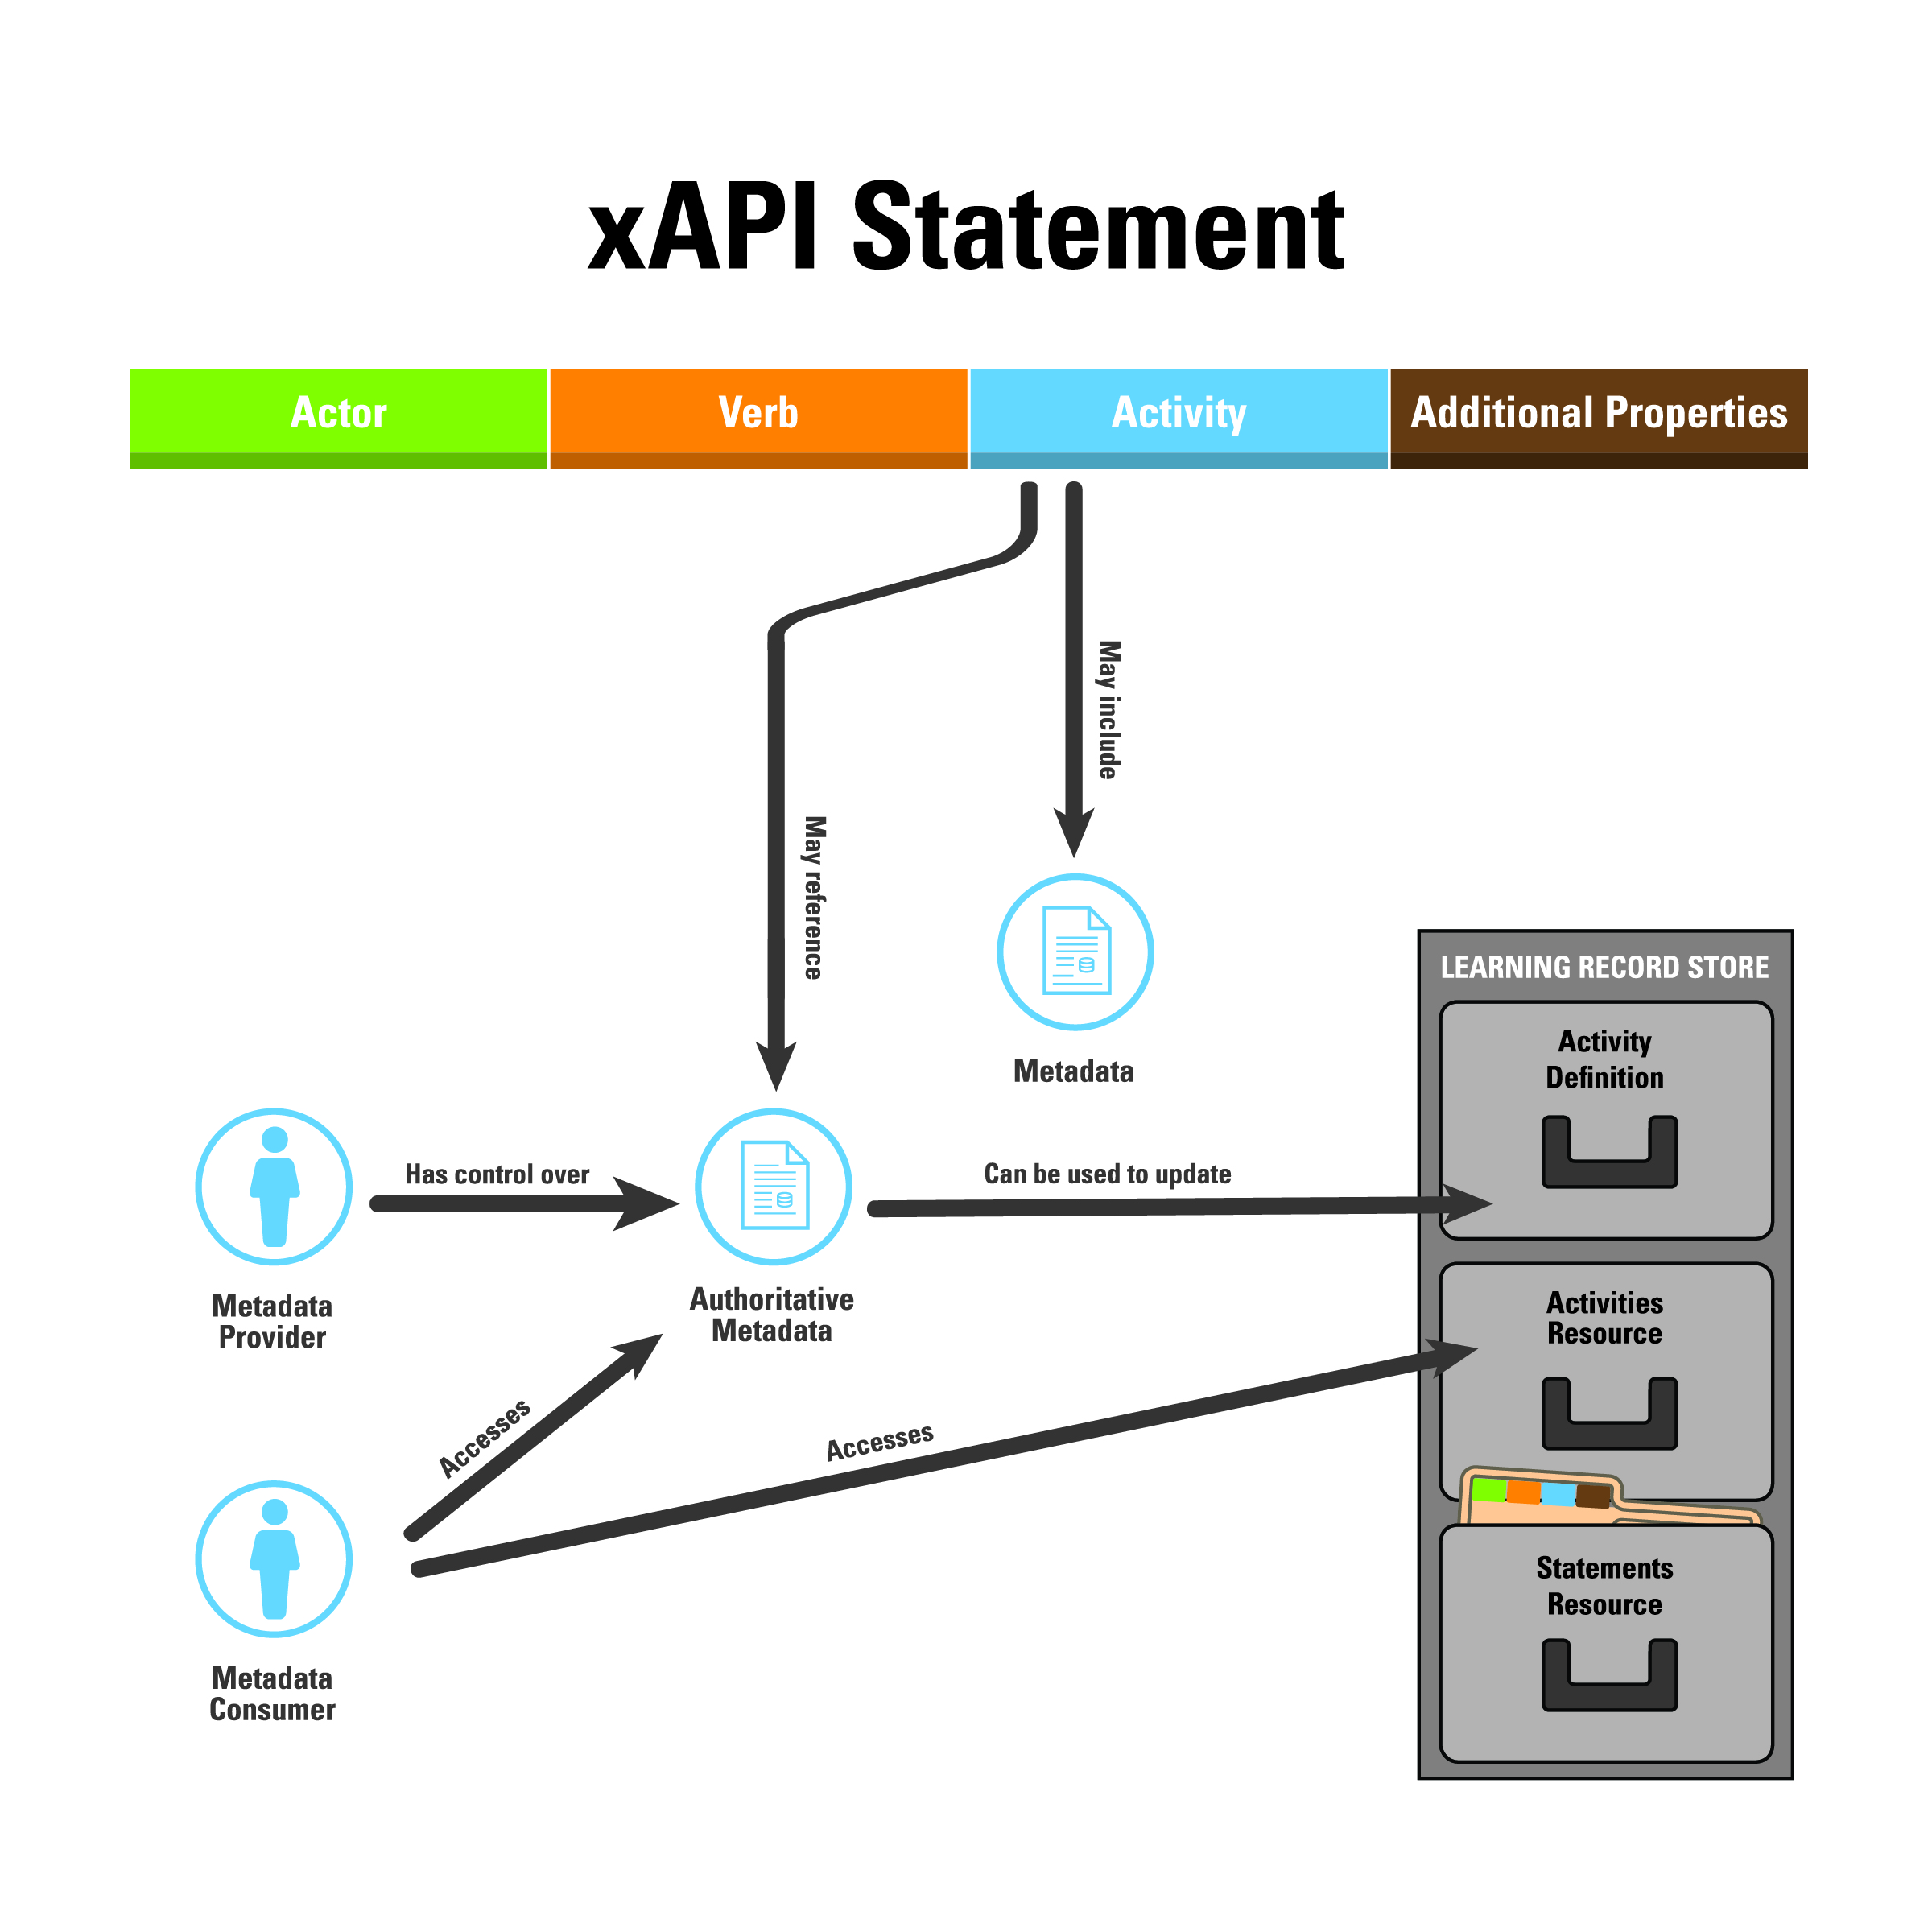 xAPI Statement
Actor
Verb
Activity
Additional Properties
May include
May reference
Metadata
LEARNING RECORD STORE
Activity
Definition
Has control over
Can be used to update
Metadata
Provider
Authoritative
Metadata
Activities
Resource
Accesses
Accesses
Statements
Resource
Metadata
Consumer